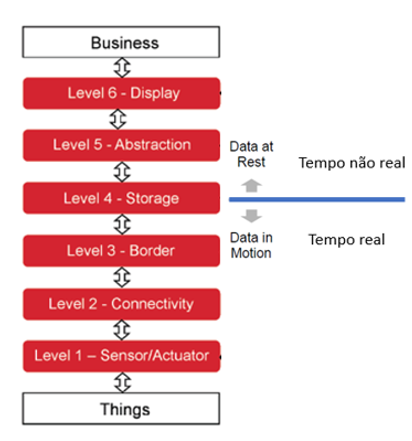 Business
Level 6 - Display
Level 5 - Abstraction
Data at
Rest
Tempo não real
Level 4 - Storage
Level 3 - Border
Data in
Motion
Tempo real
Level 2 - Connectivity
Level 1 – Sensor/Actuator
Things